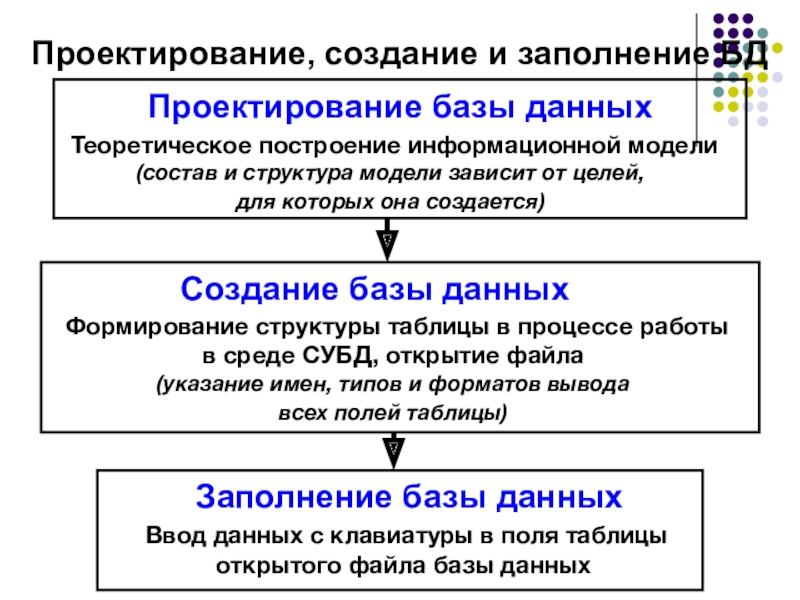 Проектирование, создание и заполнение БД
Проектирование базы данных
Теоретическое построение информационной модели
(состав и структура модели зависит от целей,
для которых она создается)
Создание базы данных
Формирование структуры таблицы в процессе работы
в среде СУБД, открытие файла
(указание имен, типов и форматов вывода
всех полей таблицы)
Заполнение базы данных
Ввод данных с клавиатуры в поля таблицы
открытого файла базы данных